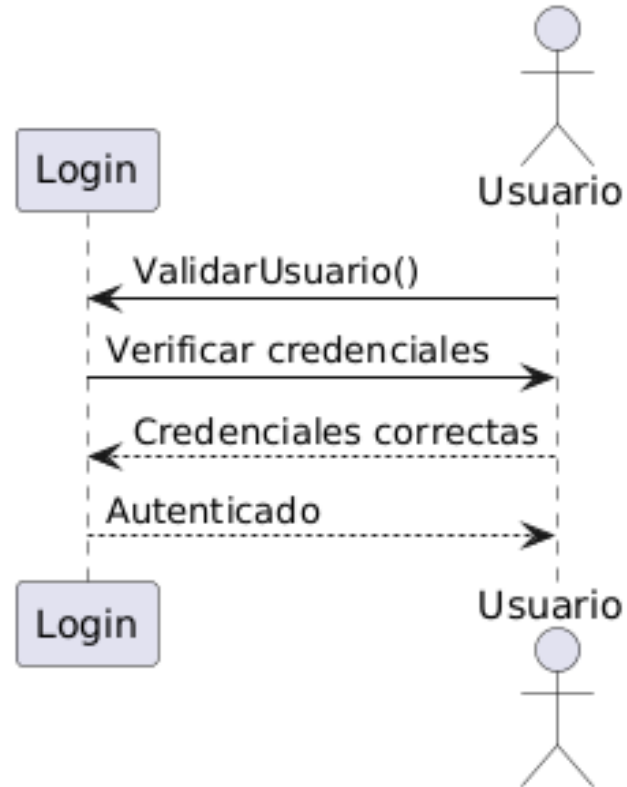 Usuario
Login
ValidarUsuario()
Verificar credenciales
Credenciales correctas
Autenticado
Usuario
Login